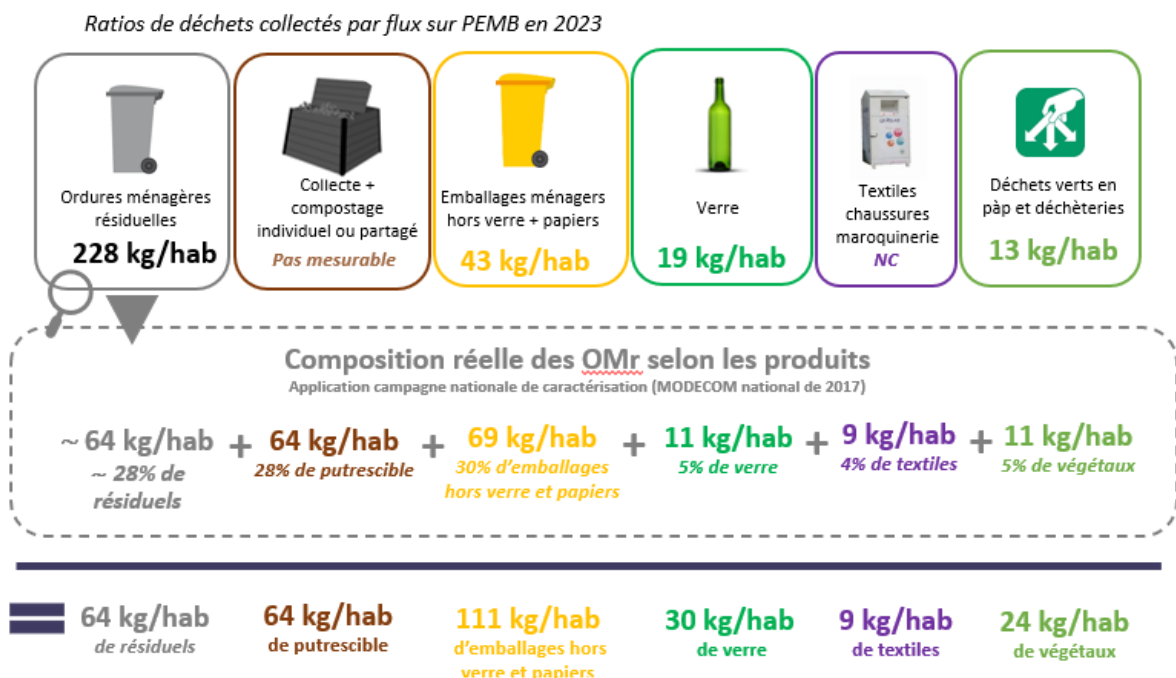 Ratios de déchets collectés par flux sur PEMB en 2023
Ordures ménagères
résiduelles
228 kg/hab
Collecte +
compostage
individuel ou partagé
Pas mesurable
Emballages ménagers
hors verre + papiers
43 kg/hab
Verre
19 kg/hab
Textiles
chaussures
maroquinerie
NC
Déchets verts en
pàp et déchèteries
13 kg/hab
Composition réelle des OMr selon les produits
Application campagne nationale de caractérisation (MODECOM national de 2017)
~ 64 kg/hab
~ 28% de
résiduels
+
64 kg/hab
28% de putrescible
+
69 kg/hab
30% d'emballages
hors verre et papiers
+
11 kg/hab
5% de verre
+
9 kg/hab
4% de textiles
+
11 kg/hab
5% de végétaux
=
64 kg/hab
de résiduels
64 kg/hab
de putrescible
111 kg/hab
d'emballages hors
verre et papiers
30 kg/hab
de verre
9 kg/hab
de textiles
24 kg/hab
de végétaux